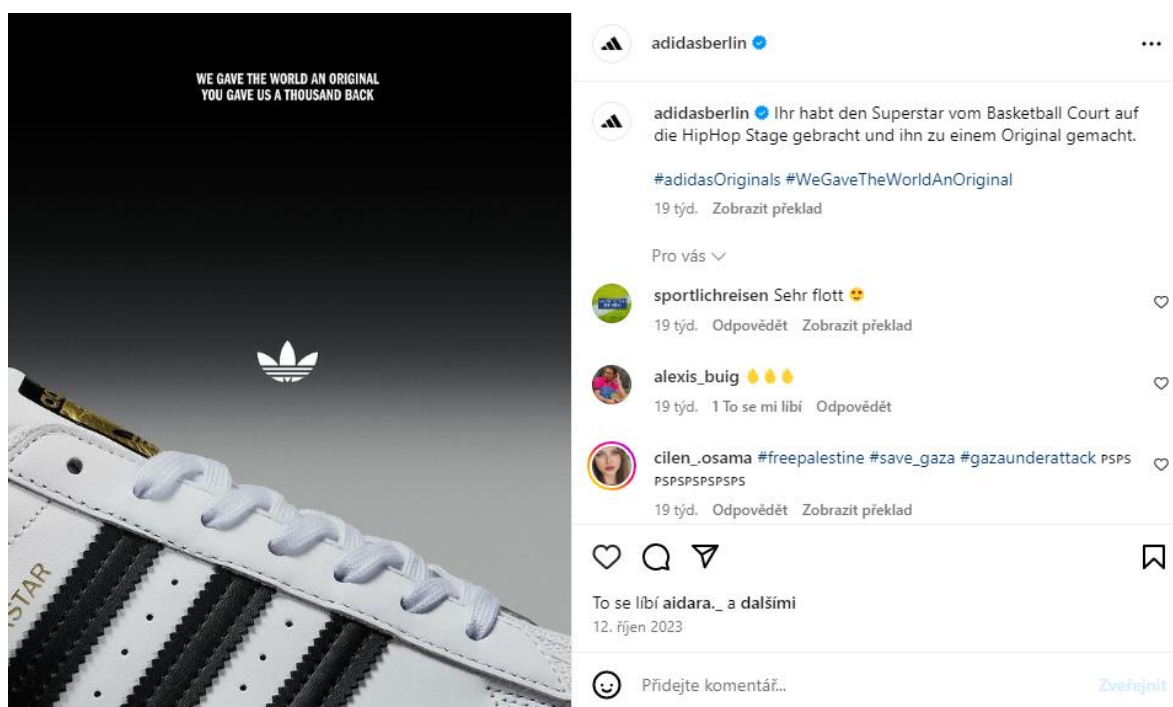 WE GAVE THE WORLD AN ORIGINAL
YOU GAVE US A THOUSAND BACK
STAR
adidasberlin
adidasberlin Ihr habt den Superstar vom Basketball Court auf
die HipHop Stage gebracht und ihn zu einem Original gemacht.
#adidasOriginals #WeGaveTheWorldAnOriginal
19 týd. Zobrazit překlad
Pro vás
sportlichreisen Sehr flott 😍
19 týd. Odpovědět Zobrazit překlad
alexis_buig
19 týd. 1 To se mi líbí Odpovědět
cilen_.osama #freepalestine #save_gaza #gazaunderattack PSPS
PSPSPSPSPSPS
19 týd. Odpovědět Zobrazit překlad
To se líbí aidara._ a dalšími
12. říjen 2023
Přidejte komentář...
Zveřejnit